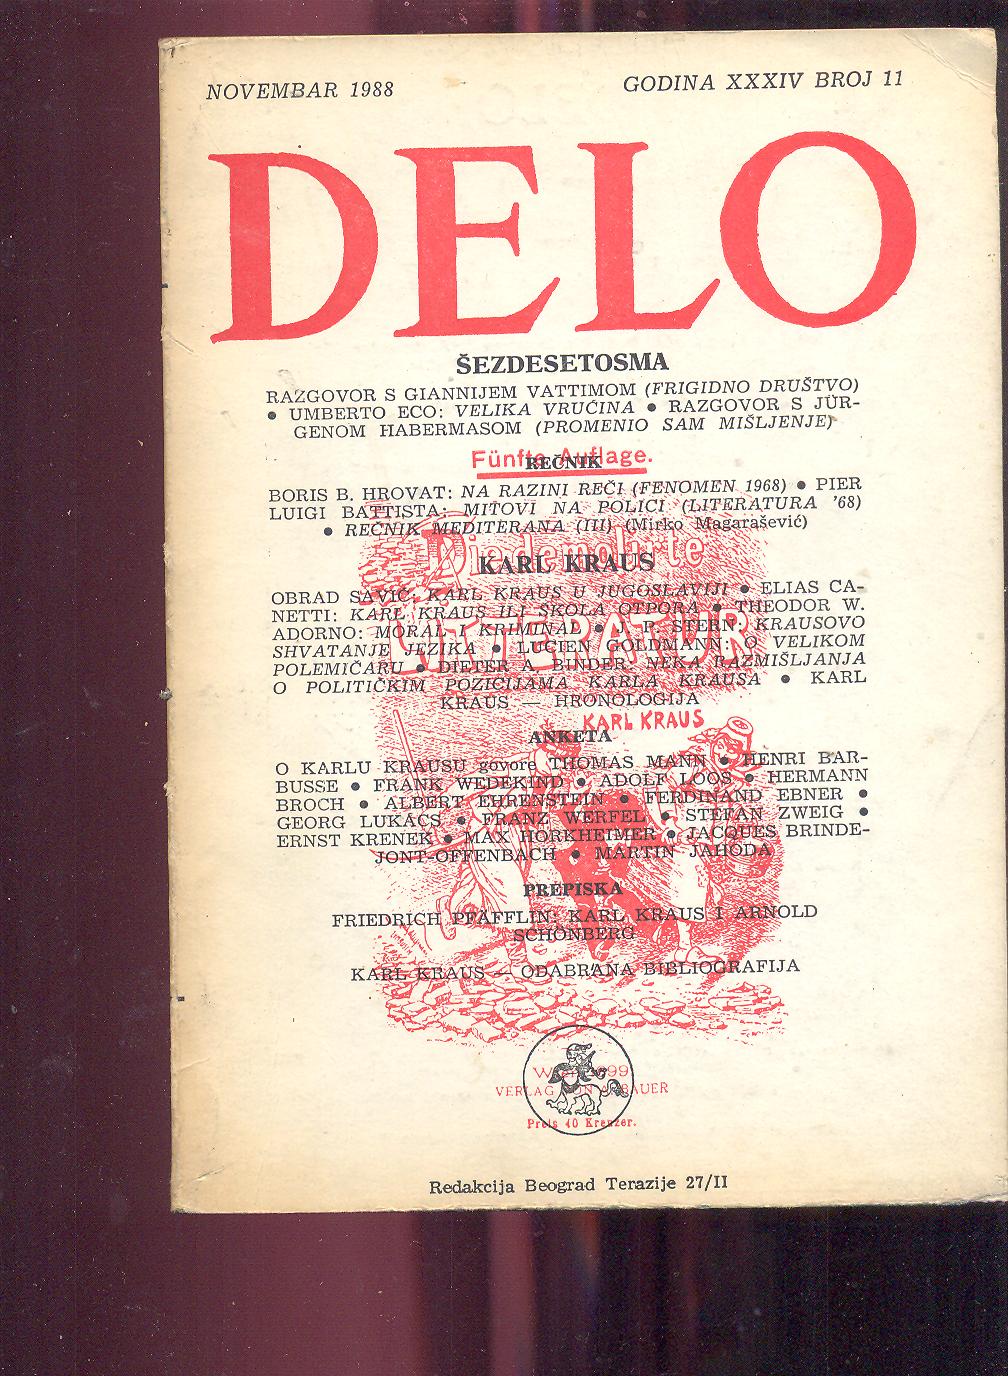 NOVEMBAR 1988
GODINA XXXIV BROJ 11
DELO
ŠEZDESETOSMA
RAZGOVOR S GIANNIJEM VATTIMOM (FRIGIDNO DRUŠTVO)
• UMBERTO ECO: VELIKA VRUĆINA • RAZGOVOR S JÜR-
GENOM HABERMASOM (PROMENIO SAM MIŠLJENJE)
Fünfte Auflage.
REČNIK
BORIS B. HROVAT: NA RAZINI REČI (FENOMEN 1968) • PIER
LUIGI BATTISTA: MITOVI NA POLICI (LITERATURA '68)
• REČNIK MEDITERANA (III) (Mirko Magarašević)
Die demolirte
KARL KRAUS
OBRAD SAVIĆ: KARL KRAUS U JUGOSLAVIJI • ELIAS CA-
NETTI: KARL KRAUS ILI ŠKOLA OTPORA • THEODOR W.
ADORNO: MORAL I KRIMINAL • J. P. STERN: KRAUSOVO
LITTERATUR
SHVATANJE JEZIKA • LUCIEN GOLDMANN: O VELIKOM
POLEMIČARU • DIETER A. BINDER: NEKA RAZMIŠLJANJA
O POLITIČKIM POZICIJAMA KARLA KRAUSA • KARL
KRAUS — HRONOLOGIJA
KARL KRAUS
ANKETA
O KARLU KRAUSU govore THOMAS MANN • HENRI BAR-
BUSSE • FRANK WEDEKIND • ADOLF LOOS • HERMANN
BROCH • ALBERT EHRENSTEIN • FERDINAND EBNER •
GEORG LUKÁCS • FRANZ WERFEL • STEFAN ZWEIG •
ERNST KRENEK • MAX HORKHEIMER • JACQUES BRINDE-
JONT-OFFENBACH • MARTIN JAHODA
PREPISKA
FRIEDRICH PFÄFFLIN: KARL KRAUS I ARNOLD
SCHÖNBERG
KARL KRAUS — ODABRANA BIBLIOGRAFIJA
VERLAG VON A. BAUER
Preis 40 Kreuzer.
Redakcija Beograd Terazije 27/II